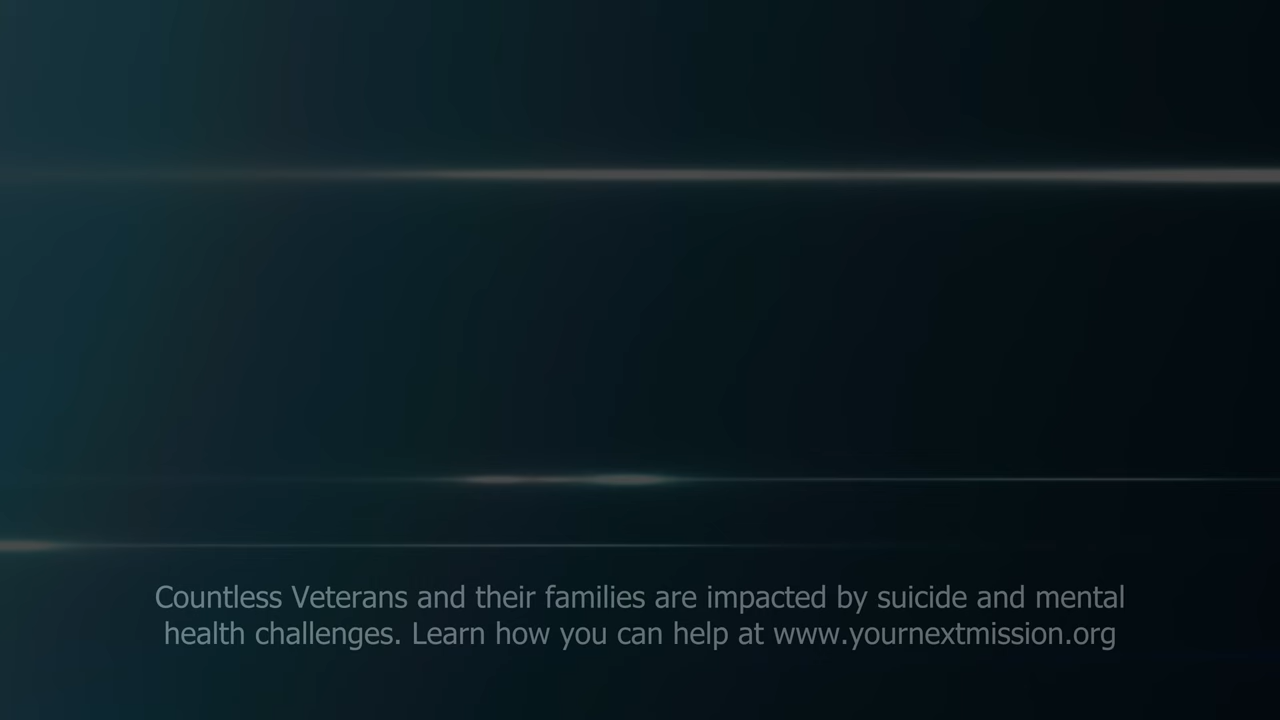 Countless Veterans and their families are impacted by suicide and mental
health challenges. Learn how you can help at www.yournextmission.org